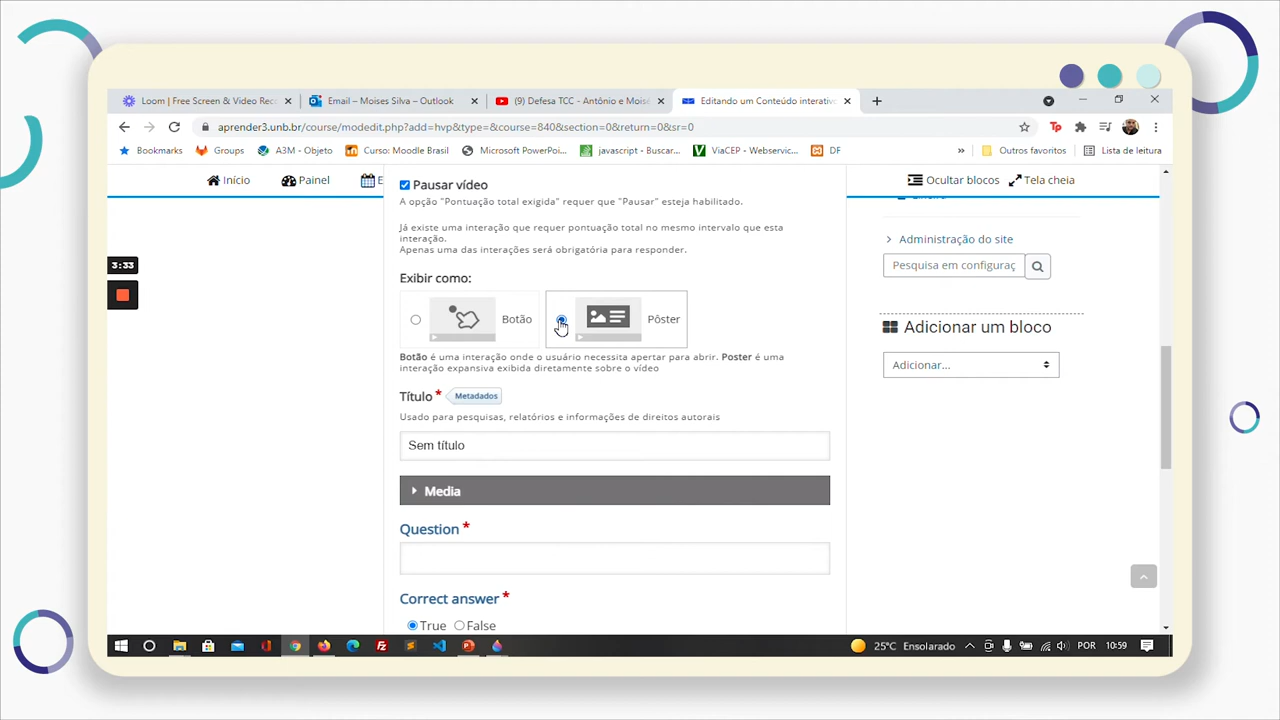 Loom | Free Screen & Video Rec
Email – Moises Silva – Outlook
(9) Defesa TCC - Antônio e Moisé
Editando um Conteúdo interativo
aprender3.unb.br/course/modedit.php?add=hvp&type=&course=840&section=0&return=0&sr=0
Bookmarks
Groups
A3M - Objeto
Curso: Moodle Brasil
Microsoft PowerPoi...
javascript - Buscar...
ViaCEP - Webservic...
DF
Outros favoritos
Lista de leitura
Início
Painel
E
Ocultar blocos
Tela cheia
3:33
Pausar vídeo
A opção "Pontuação total exigida" requer que "Pausar" esteja habilitado.
Já existe uma interação que requer pontuação total no mesmo intervalo que esta
interação.
Apenas uma das interações será obrigatória para responder.
Exibir como:
Botão
Pôster
Botão é uma interação onde o usuário necessita apertar para abrir. Poster é uma
interação expansiva exibida diretamente sobre o vídeo
Título *
Metadados
Usado para pesquisas, relatórios e informações de direitos autorais
Sem título
Media
Question *
Correct answer *
True
False
Administração do site
Pesquisa em configuraç
Adicionar um bloco
Adicionar...
25°C Ensolarado
POR
10:59